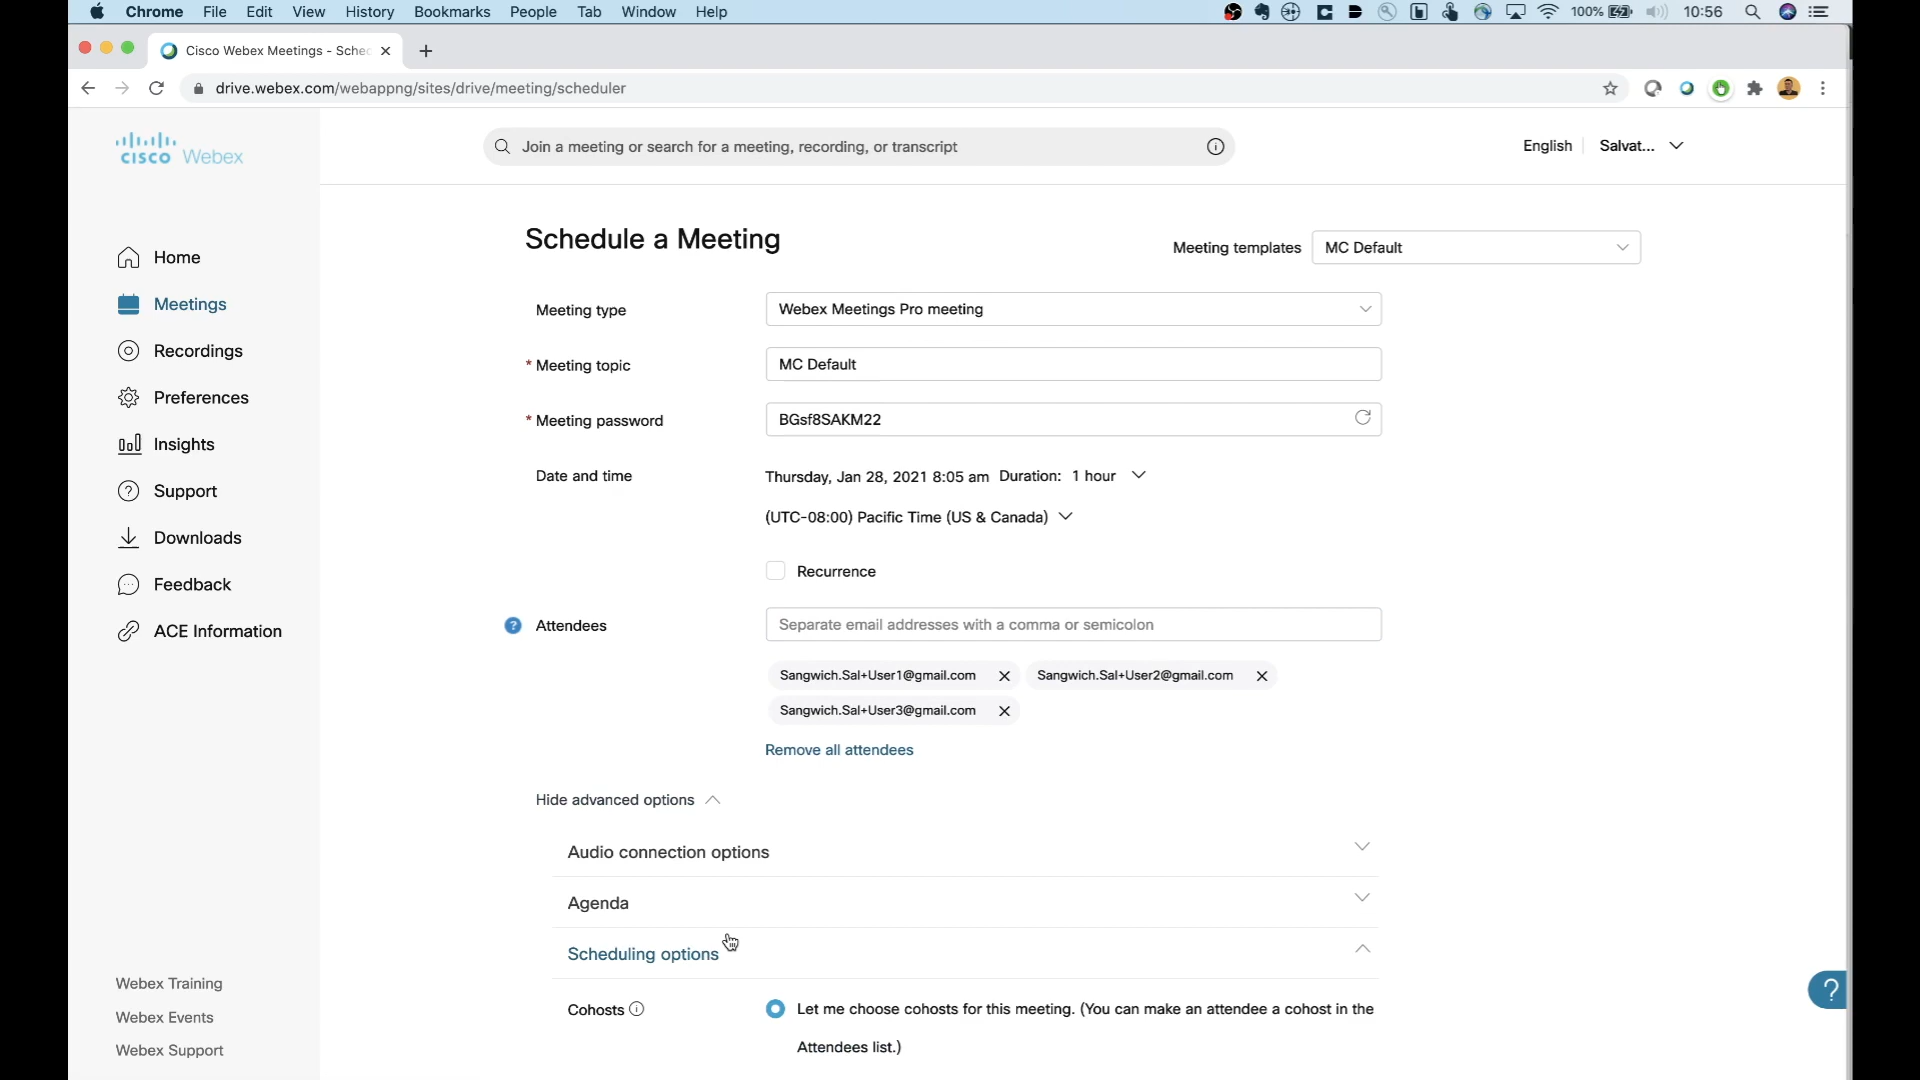 Chrome File Edit View History Bookmarks People Tab Window Help 100% 10:56
Cisco Webex Meetings - Sche
drive.webex.com/webappng/sites/drive/meeting/scheduler
CISCO Webex
Join a meeting or search for a meeting, recording, or transcript
English Salvat...
Home
Meetings
Recordings
Preferences
Insights
Support
Downloads
Feedback
ACE Information
Webex Training
Webex Events
Webex Support
Schedule a Meeting
Meeting templates MC Default
Meeting type Webex Meetings Pro meeting
* Meeting topic MC Default
* Meeting password BGsf8SAKM22
Date and time Thursday, Jan 28, 2021 8:05 am Duration: 1 hour
(UTC-08:00) Pacific Time (US & Canada)
Recurrence
? Attendees Separate email addresses with a comma or semicolon
Sangwich.Sal+User1@gmail.com Sangwich.Sal+User2@gmail.com
Sangwich.Sal+User3@gmail.com
Remove all attendees
Hide advanced options
Audio connection options
Agenda
Scheduling options
Cohosts Let me choose cohosts for this meeting. (You can make an attendee a cohost in the
Attendees list.)
?